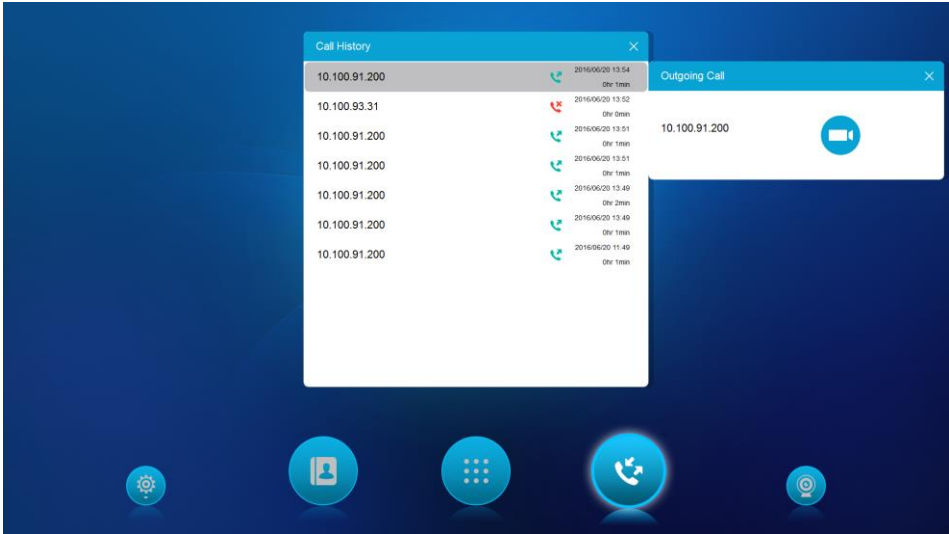 Call History
10.100.91.200
2016/06/20 13:54
0hr 1min
10.100.93.31
2016/06/20 13:52
0hr 0min
10.100.91.200
2016/06/20 13:51
0hr 1min
10.100.91.200
2016/06/20 13:51
0hr 1min
10.100.91.200
2016/06/20 13:49
0hr 2min
10.100.91.200
2016/06/20 13:49
0hr 1min
10.100.91.200
2016/06/20 11:49
0hr 1min
Outgoing Call
10.100.91.200